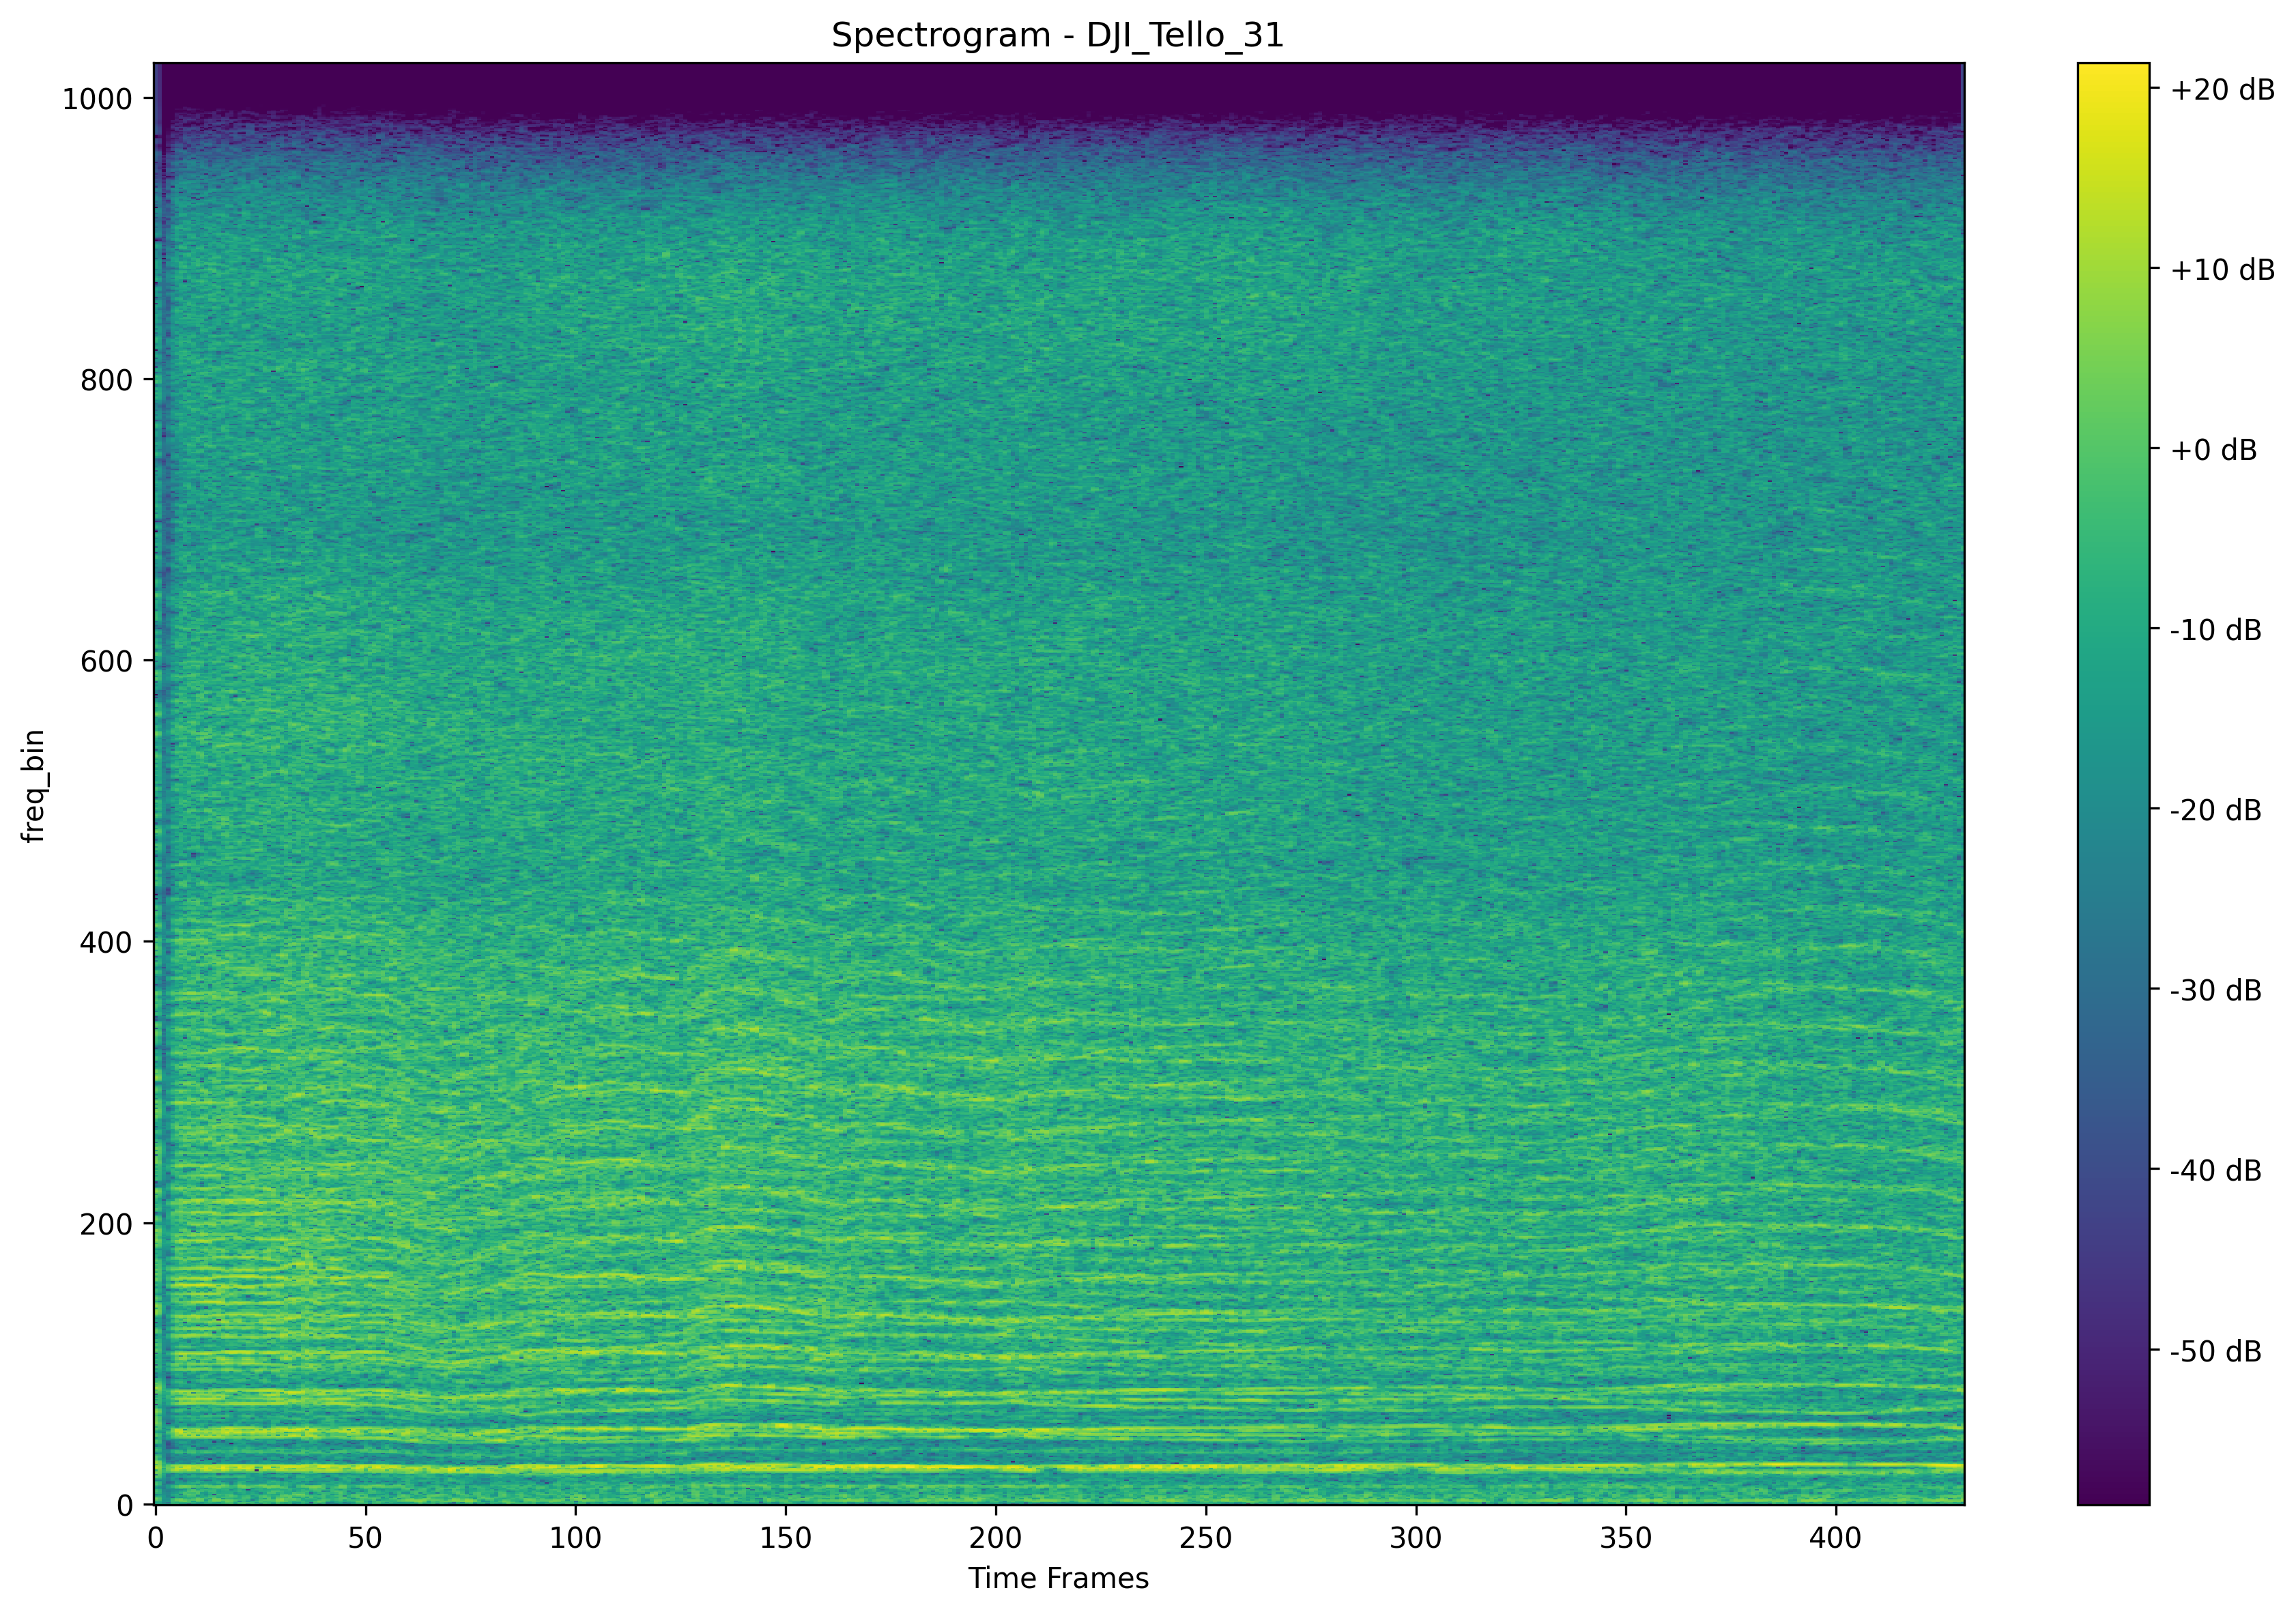 Spectrogram - DJI_Tello_31
freq_bin
1000
800
600
400
200
0
0 50 100 150 200 250 300 350 400
Time Frames
+20 dB
+10 dB
+0 dB
-10 dB
-20 dB
-30 dB
-40 dB
-50 dB